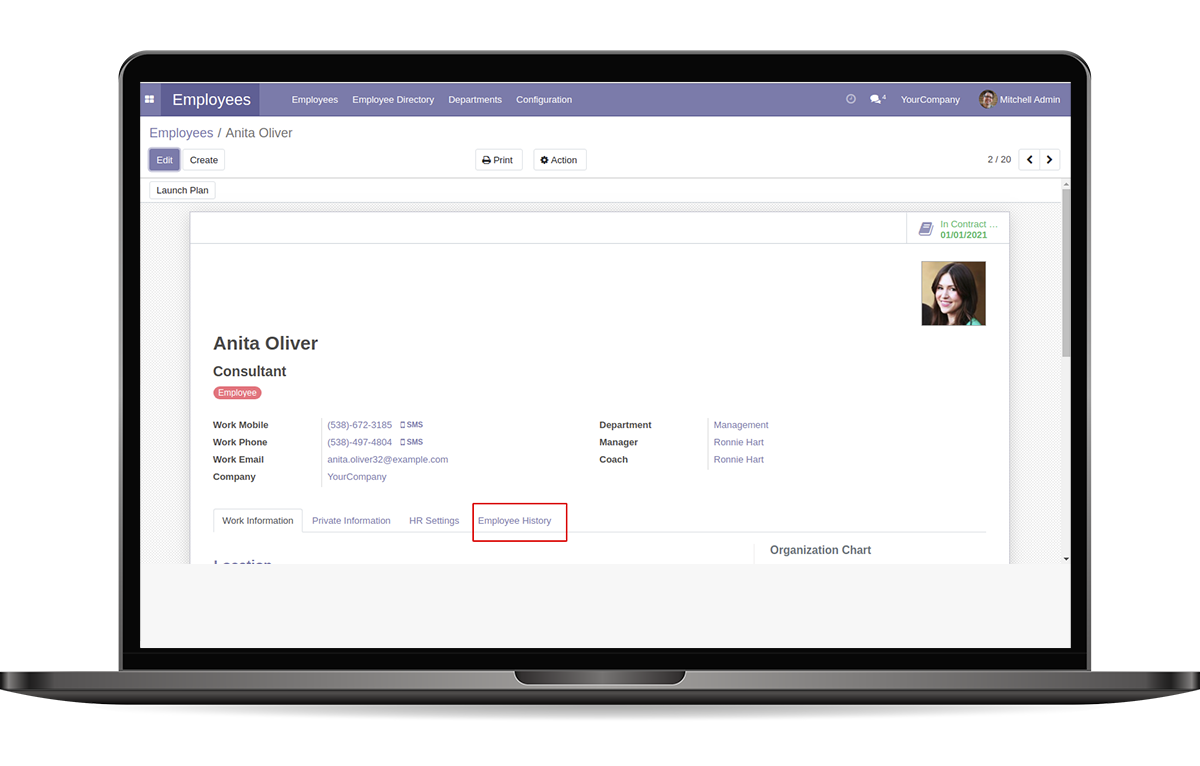 Employees Employees Employee Directory Departments Configuration 4 YourCompany Mitchell Admin
Employees / Anita Oliver
Edit Create Print Action 2 / 20
Launch Plan
In Contract ...
01/01/2021
Anita Oliver
Consultant
Employee
Work Mobile (538)-672-3185 SMS Department Management
Work Phone (538)-497-4804 SMS Manager Ronnie Hart
Work Email anita.oliver32@example.com Coach Ronnie Hart
Company YourCompany
Work Information Private Information HR Settings Employee History
Organization Chart
Location